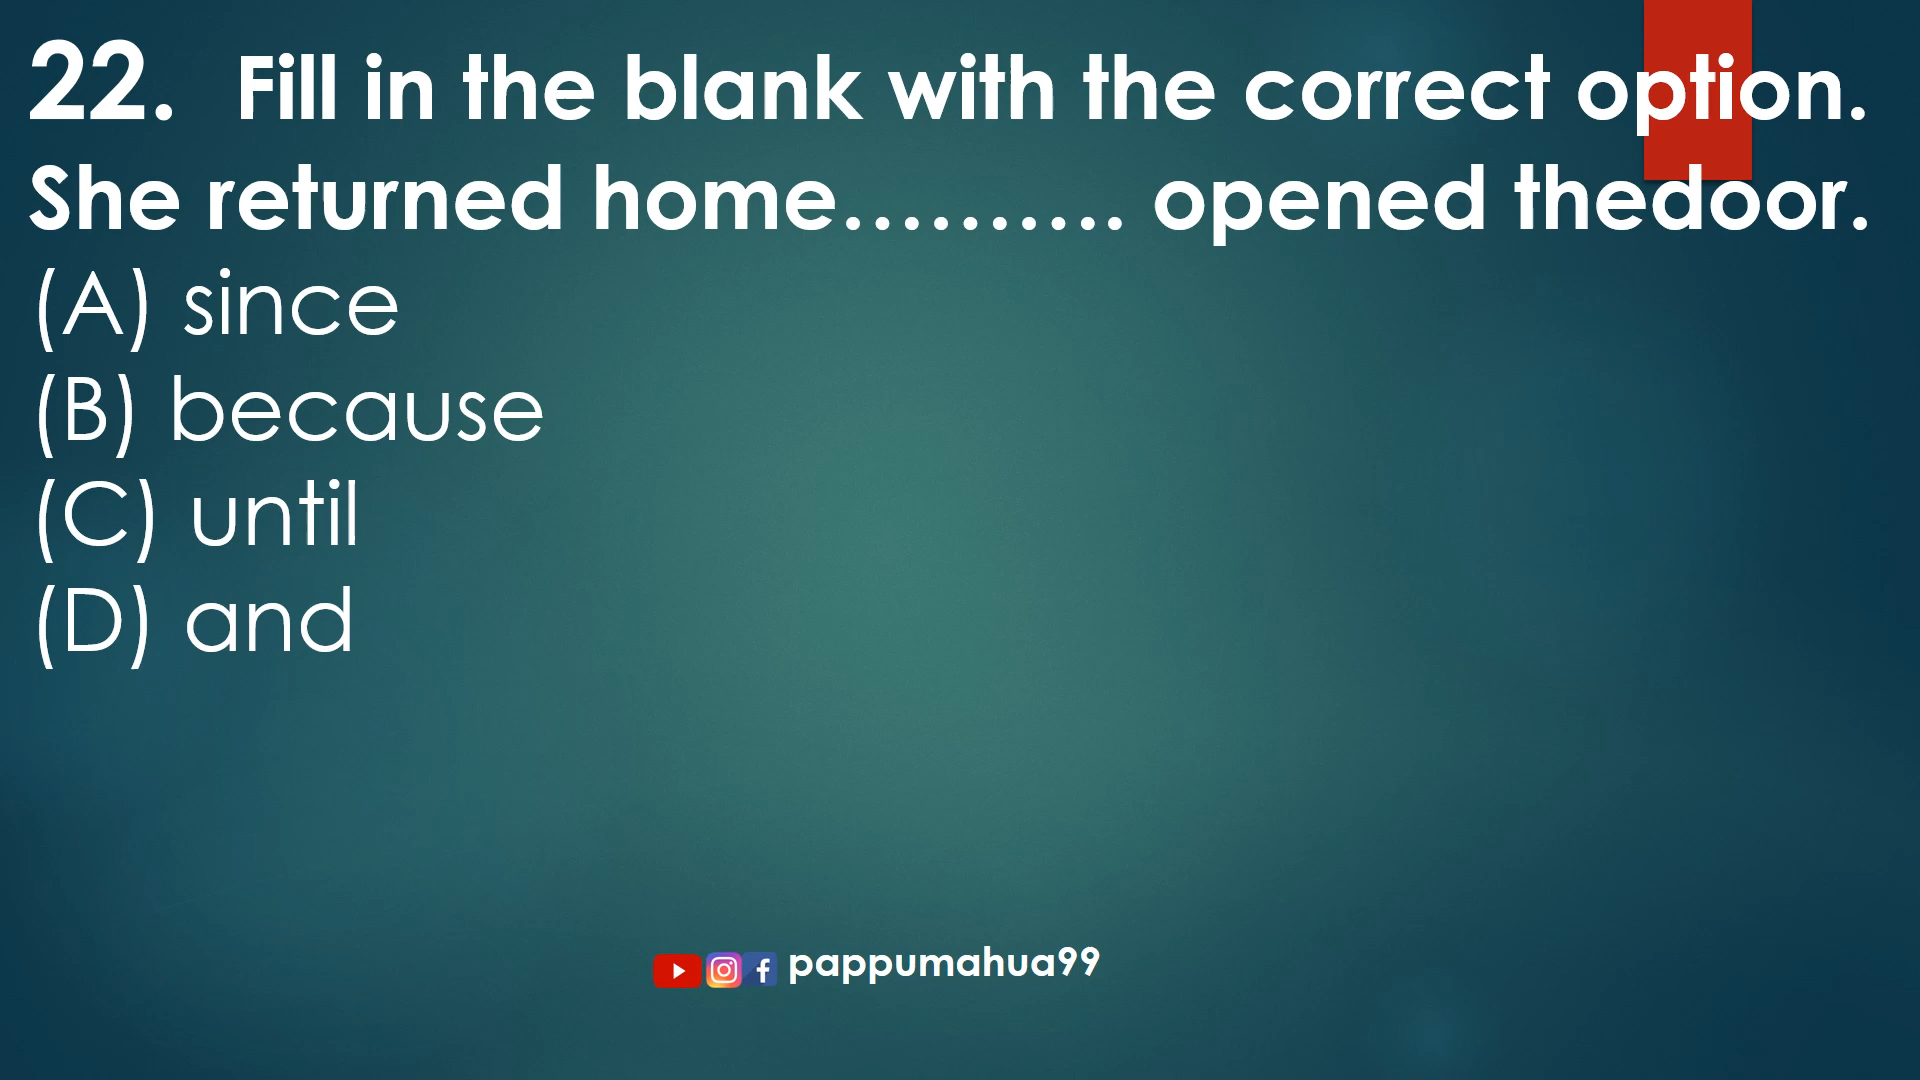 22. Fill in the blank with the correct option.
She returned home.......... opened thedoor.
(A) since
(B) because
(C) until
(D) and
pappumahua99